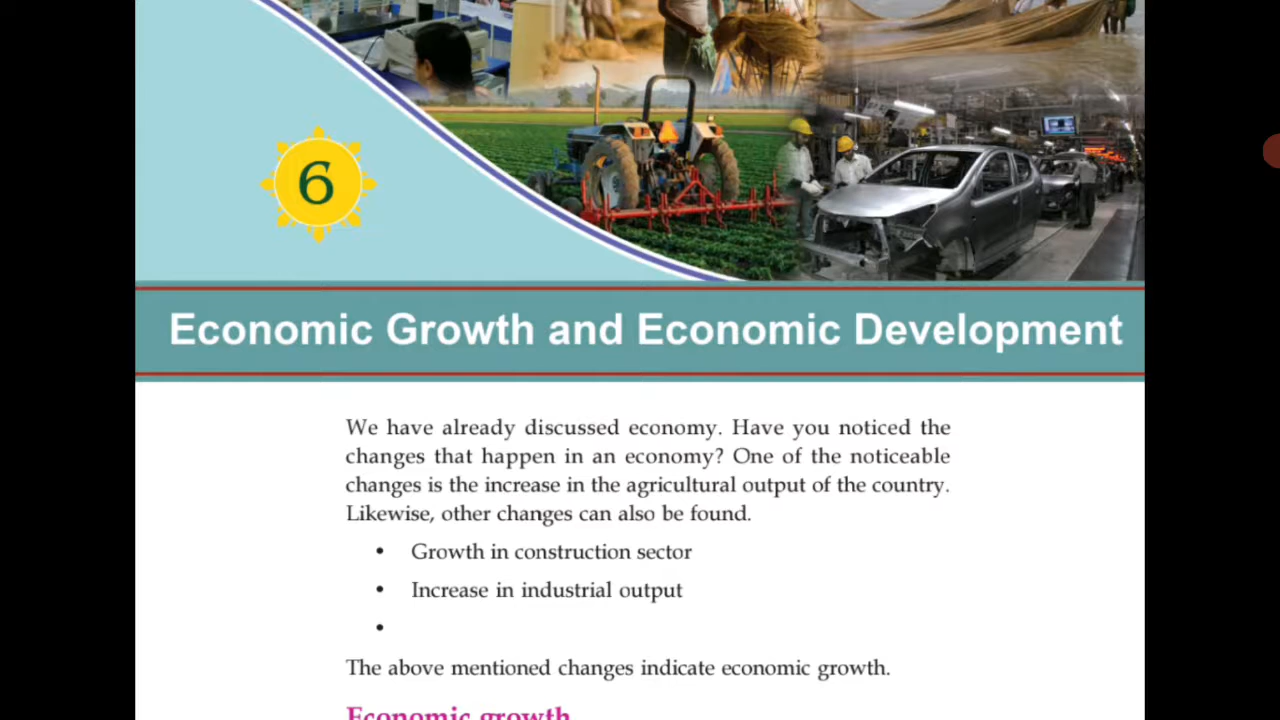 6
Economic Growth and Economic Development
We have already discussed economy. Have you noticed the
changes that happen in an economy? One of the noticeable
changes is the increase in the agricultural output of the country.
Likewise, other changes can also be found.
• Growth in construction sector
• Increase in industrial output
•
The above mentioned changes indicate economic growth.
Economic growth